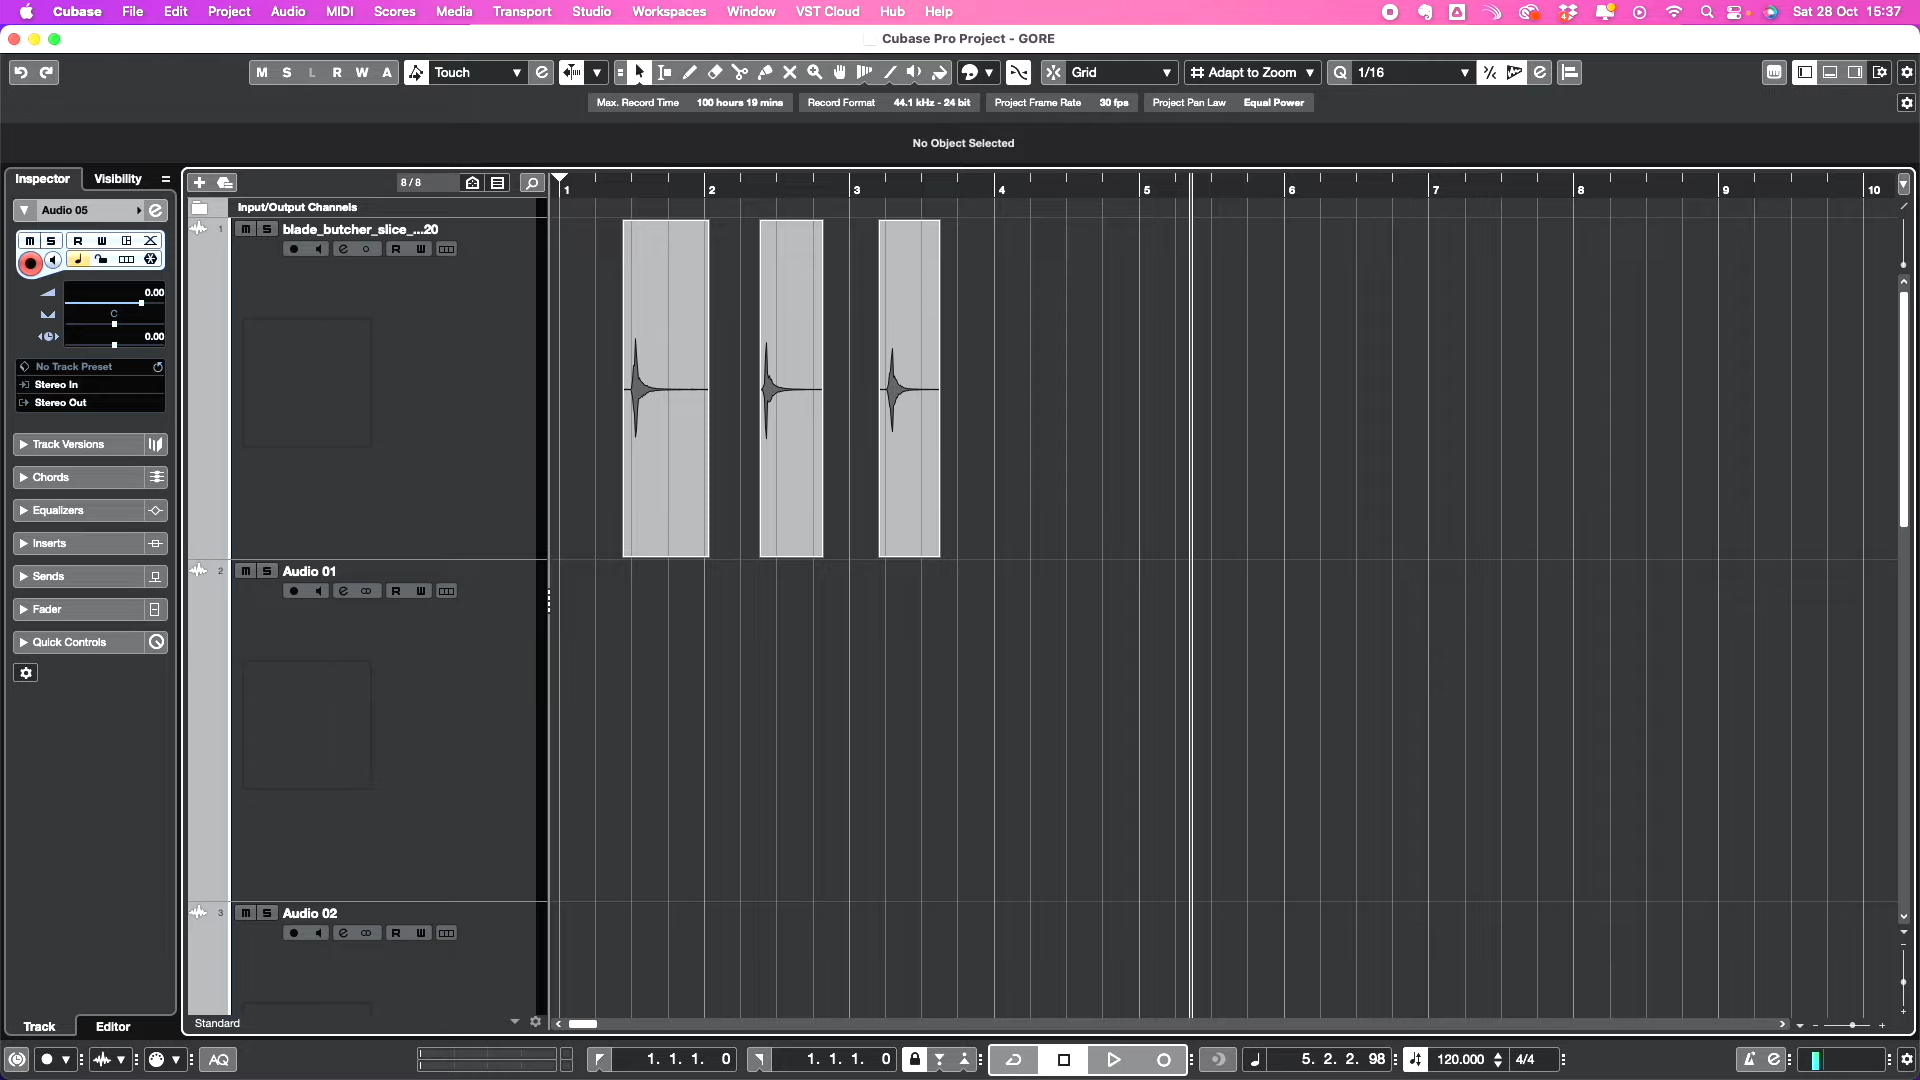 Cubase File Edit Project Audio MIDI Scores Media Transport Studio Workspaces Window VST Cloud Hub Help Sat 28 Oct 15:37
Cubase Pro Project - GORE
M S L R W A Touch Grid Adapt to Zoom Q 1/16
Max. Record Time 100 hours 19 mins Record Format 44.1 kHz - 24 bit Project Frame Rate 30 fps Project Pan Law Equal Power
No Object Selected
Inspector Visibility
8/8
1 2 3 4 5 6 7 8 9 10
Input/Output Channels
Audio 05
M S R W
0.00
C
0.00
No Track Preset
Stereo In
Stereo Out
Track Versions
Chords
Equalizers
Inserts
Sends
Fader
Quick Controls
1 M S blade_butcher_slice_...20
R W
2 M S Audio 01
R W
3 M S Audio 02
R W
Track Editor
Standard
AQ 1. 1. 1. 0 1. 1. 1. 0 5. 2. 2. 98 120.000 4/4